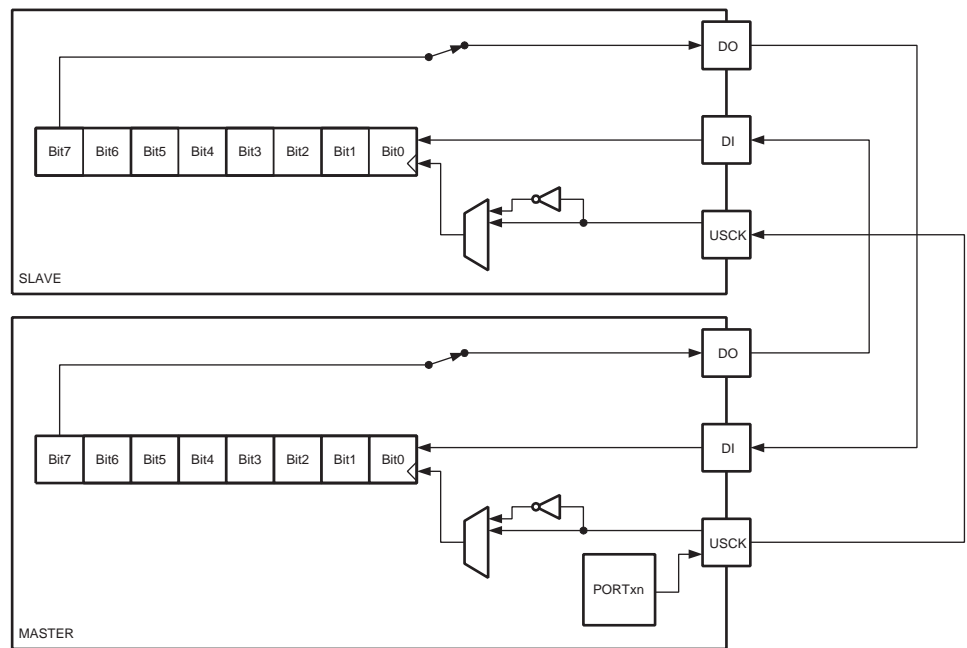 DO
Bit7 Bit6 Bit5 Bit4 Bit3 Bit2 Bit1 Bit0
DI
USCK
SLAVE
DO
Bit7 Bit6 Bit5 Bit4 Bit3 Bit2 Bit1 Bit0
DI
USCK
PORTxn
MASTER